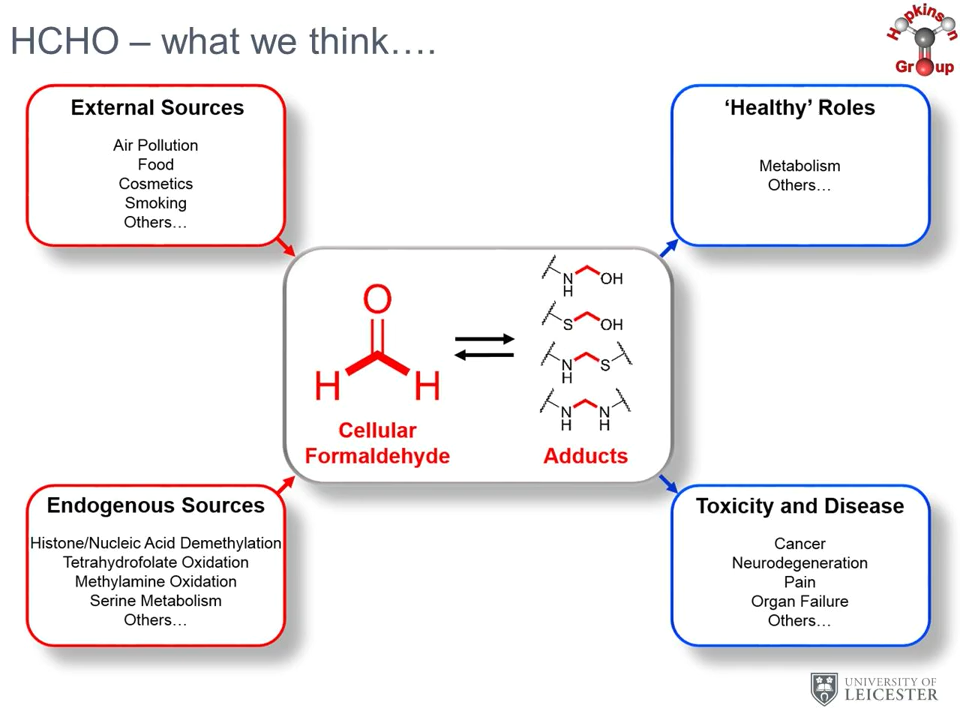 HCHO – what we think….
Hopkinson
Group
External Sources
Air Pollution
Food
Cosmetics
Smoking
Others…
‘Healthy’ Roles
Metabolism
Others…
O
H H
Cellular
Formaldehyde
N OH
H
S OH
N S
H
N N
H H
Adducts
Endogenous Sources
Histone/Nucleic Acid Demethylation
Tetrahydrofolate Oxidation
Methylamine Oxidation
Serine Metabolism
Others…
Toxicity and Disease
Cancer
Neurodegeneration
Pain
Organ Failure
Others…
UNIVERSITY OF
LEICESTER